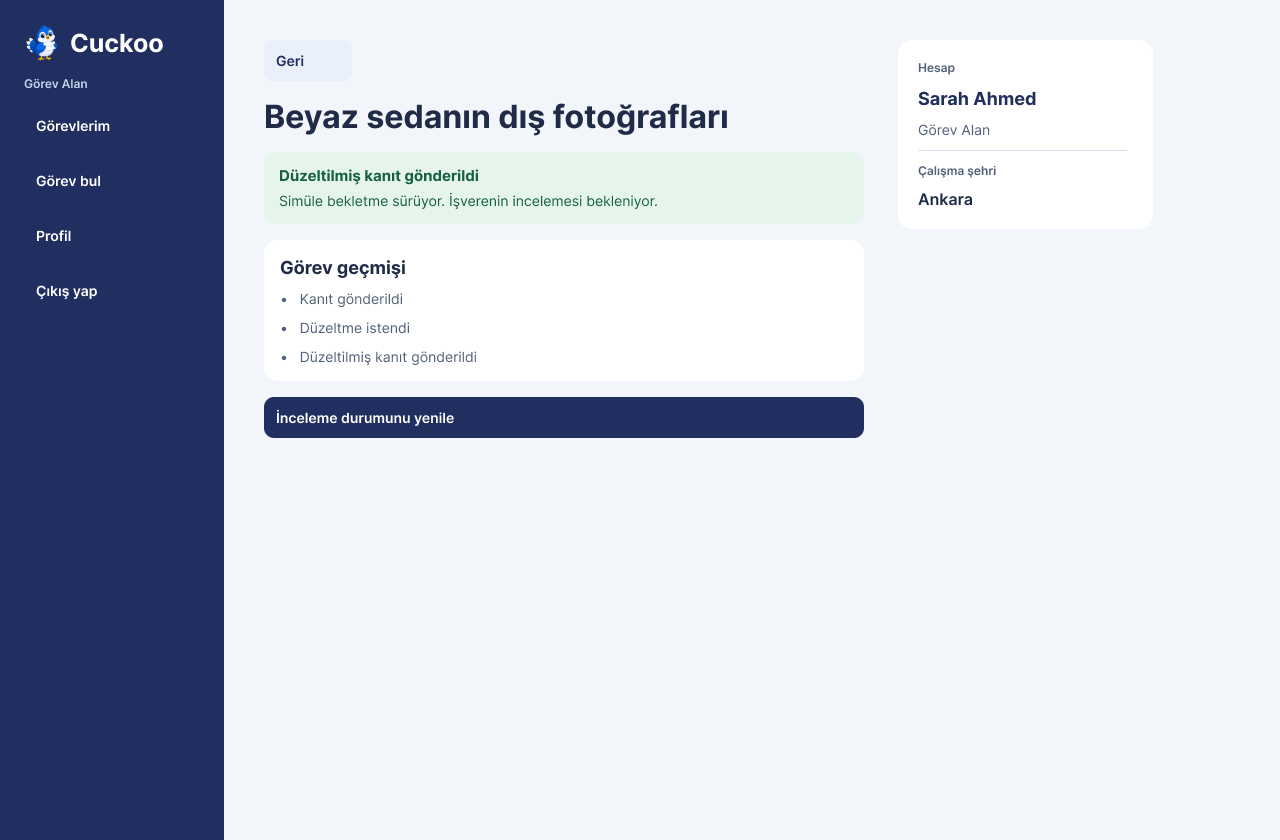 Cuckoo
Görev Alan
Görevlerim
Görev bul
Profil
Çıkış yap
Geri
Beyaz sedanın dış fotoğrafları
Düzeltilmiş kanıt gönderildi
Simüle bekletme sürüyor. İşverenin incelemesi bekleniyor.
Görev geçmişi
• Kanıt gönderildi
• Düzeltme istendi
• Düzeltilmiş kanıt gönderildi
İnceleme durumunu yenile
Hesap
Sarah Ahmed
Görev Alan
Çalışma şehri
Ankara